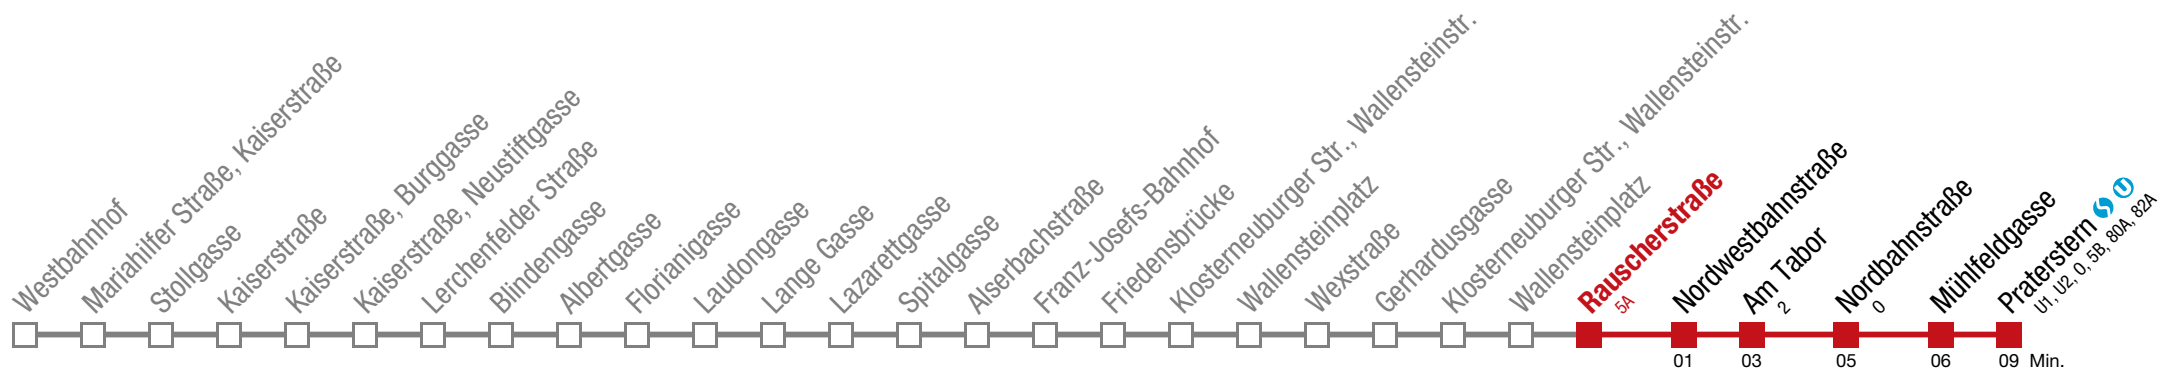 Westbahnhof
Mariahilfer Straße, Kaiserstraße
Stollgasse
Kaiserstraße
Kaiserstraße, Burggasse
Kaiserstraße, Neustiftgasse
Lerchenfelder Straße
Blindengasse
Albertgasse
Florianigasse
Laudongasse
Lange Gasse
Lazarettgasse
Spitalgasse
Alserbachstraße
Franz-Josefs-Bahnhof
Friedensbrücke
Klosterneuburger Str., Wallensteinstr.
Wallensteinplatz
Wexstraße
Gerhardusgasse
Klosterneuburger Str., Wallensteinstr.
Wallensteinplatz
Rauscherstraße
5A
Nordwestbahnstraße
Am Tabor
2
Nordbahnstraße
O
Mühlfeldgasse
Praterstern S U
U1, U2, O, 5B, 80A, 82A
01 03 05 06 09 Min.